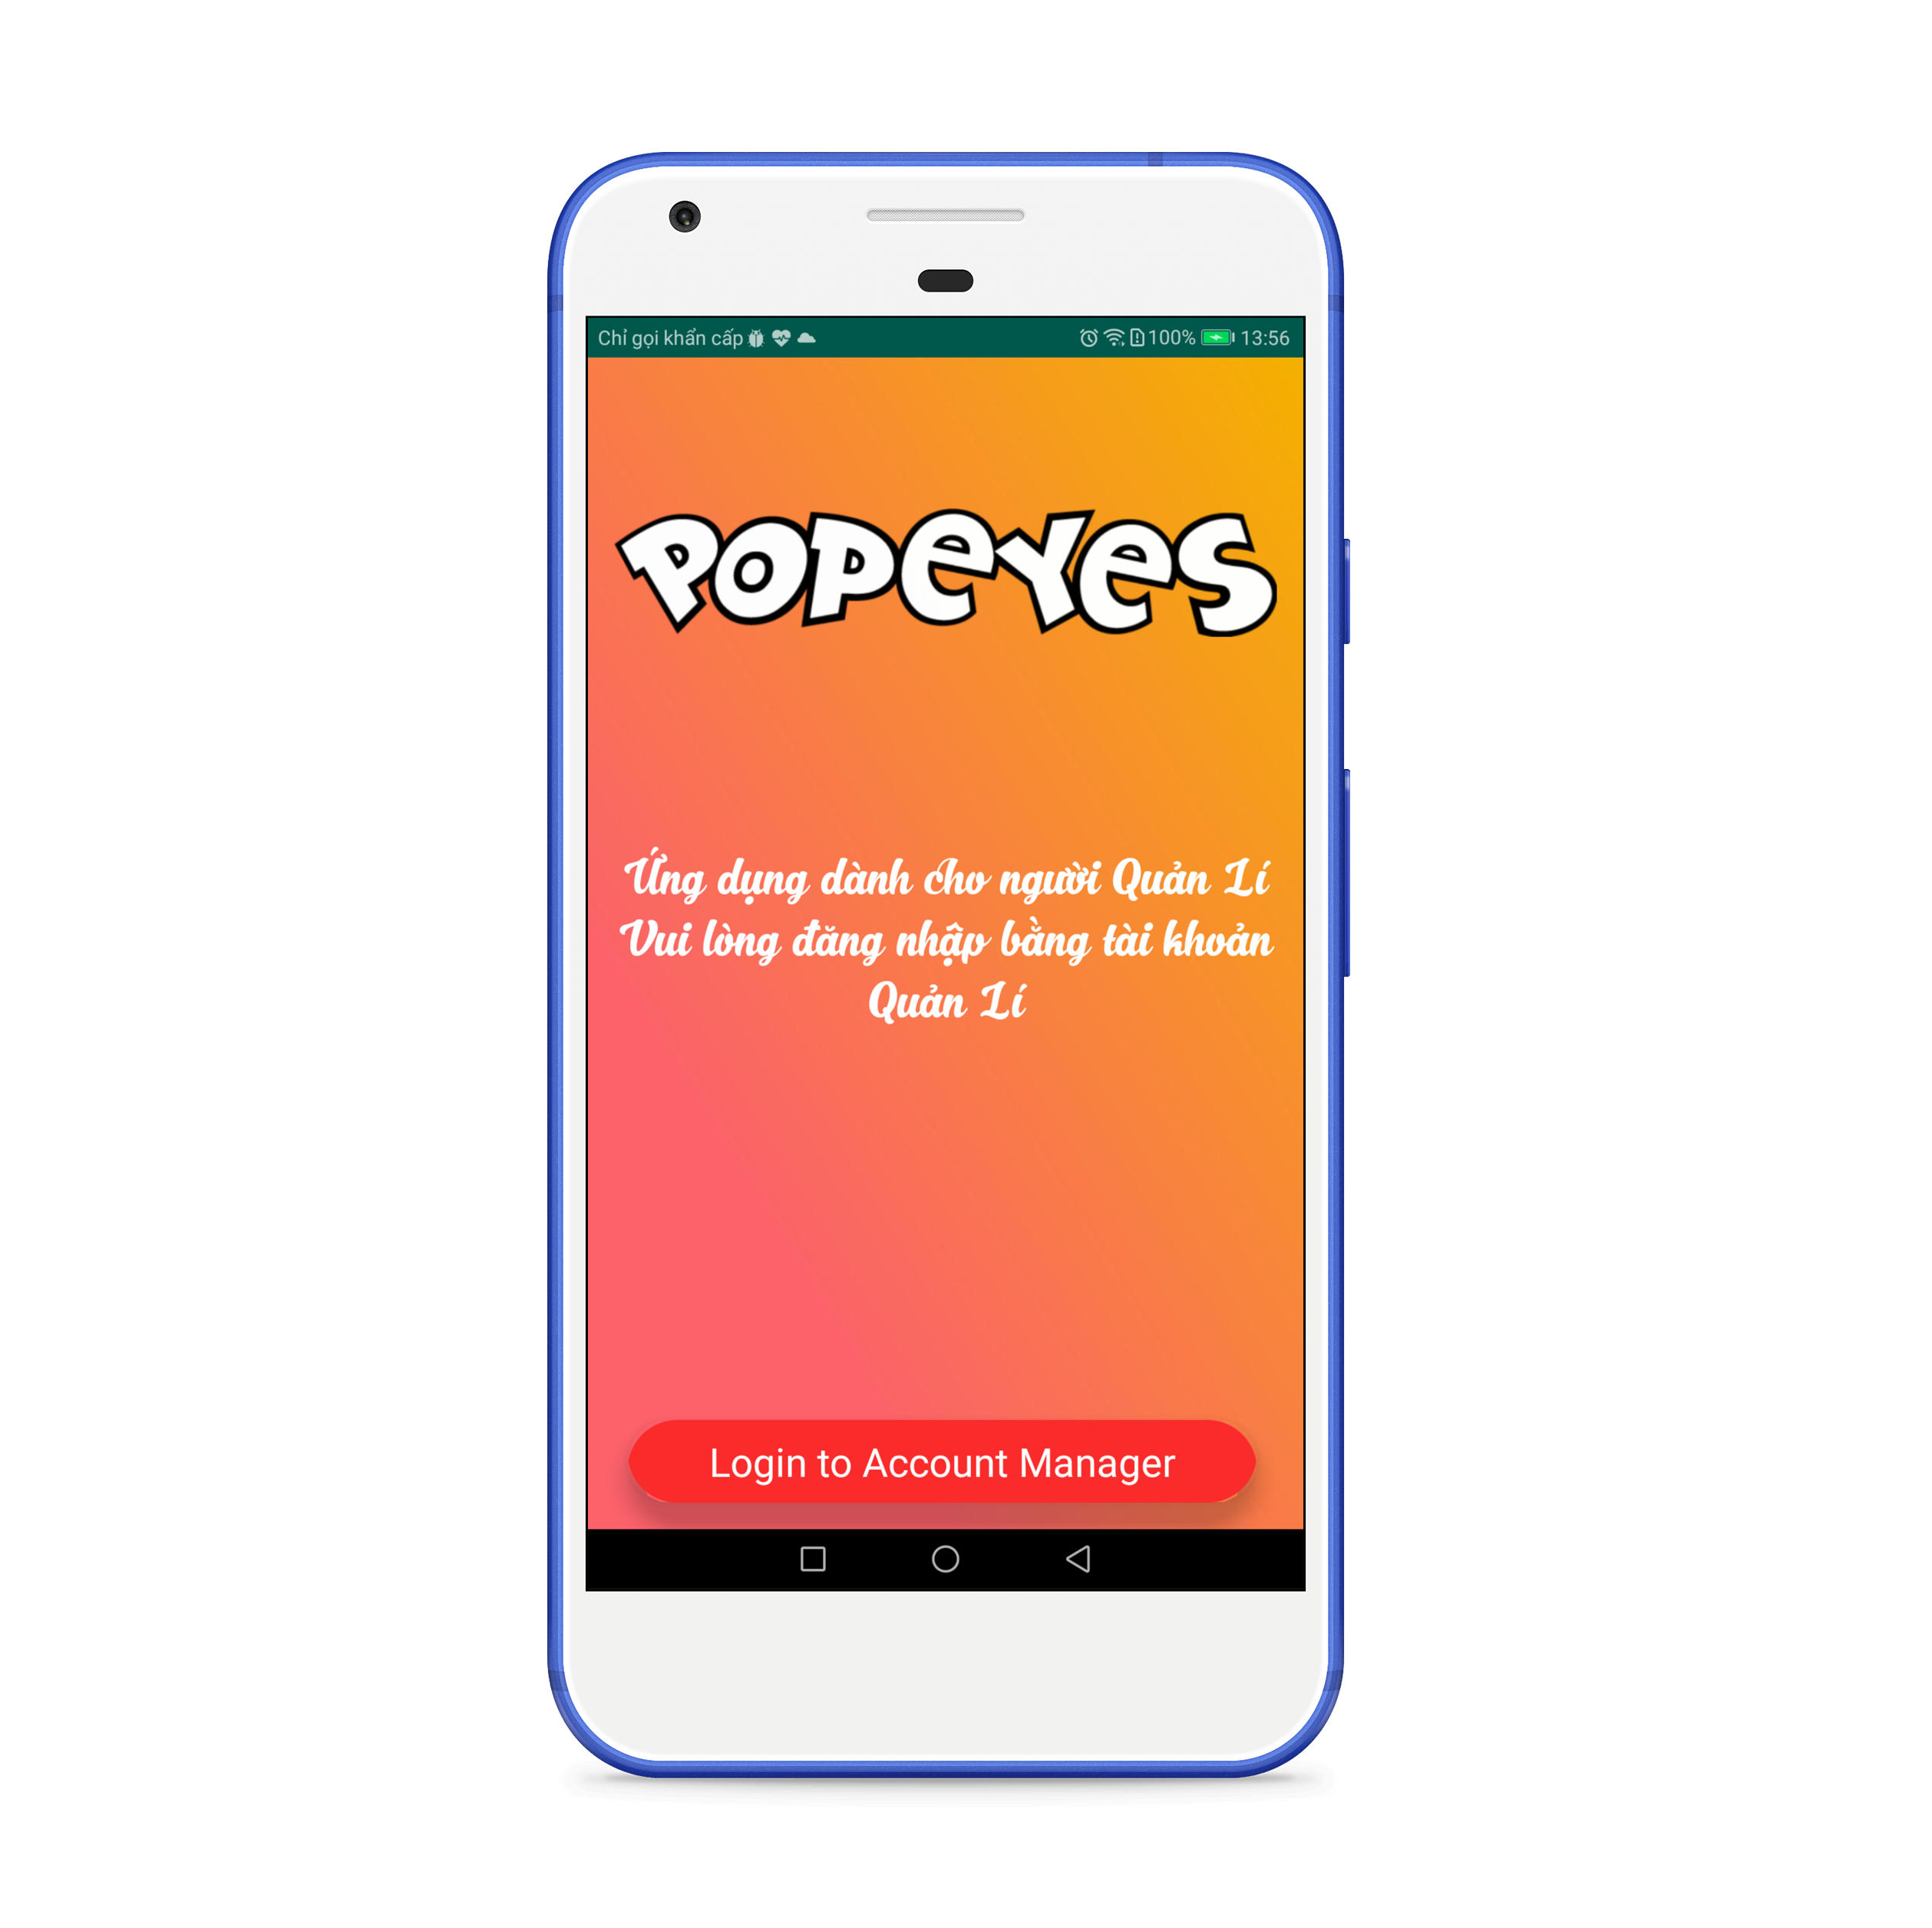 Chỉ gọi khẩn cấp 100% 13:56
POPEYES
Ứng dụng dành cho người Quản Lí
Vui lòng đăng nhập bằng tài khoản
Quản Lí
Login to Account Manager